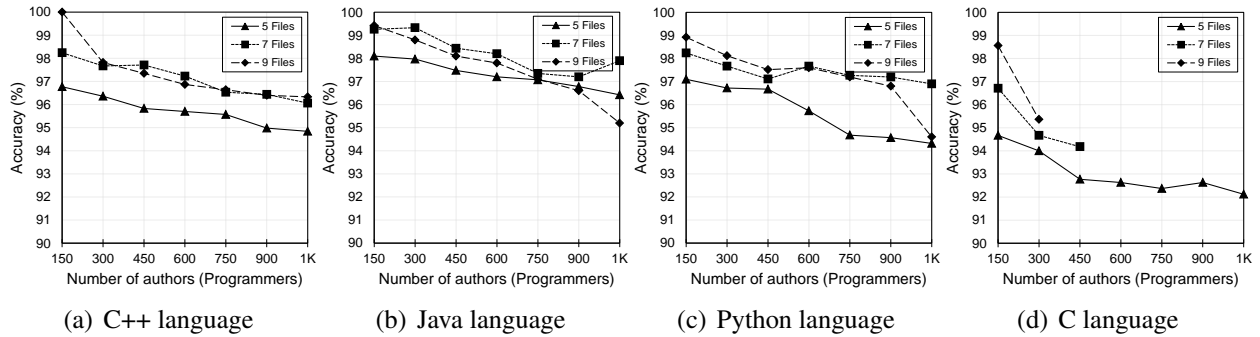 100
99
98
97
96
95
94
93
92
91
90
Accuracy (%)
5 Files
7 Files
9 Files
150 300 450 600 750 900 1K
Number of authors (Programmers)
(a) C++ language
100
99
98
97
96
95
94
93
92
91
90
Accuracy (%)
5 Files
7 Files
9 Files
150 300 450 600 750 900 1K
Number of authors (Programmers)
(b) Java language
100
99
98
97
96
95
94
93
92
91
90
Accuracy (%)
5 Files
7 Files
9 Files
150 300 450 600 750 900 1K
Number of authors (Programmers)
(c) Python language
100
99
98
97
96
95
94
93
92
91
90
Accuracy (%)
5 Files
7 Files
9 Files
150 300 450 600 750 900 1K
Number of authors (Programmers)
(d) C language